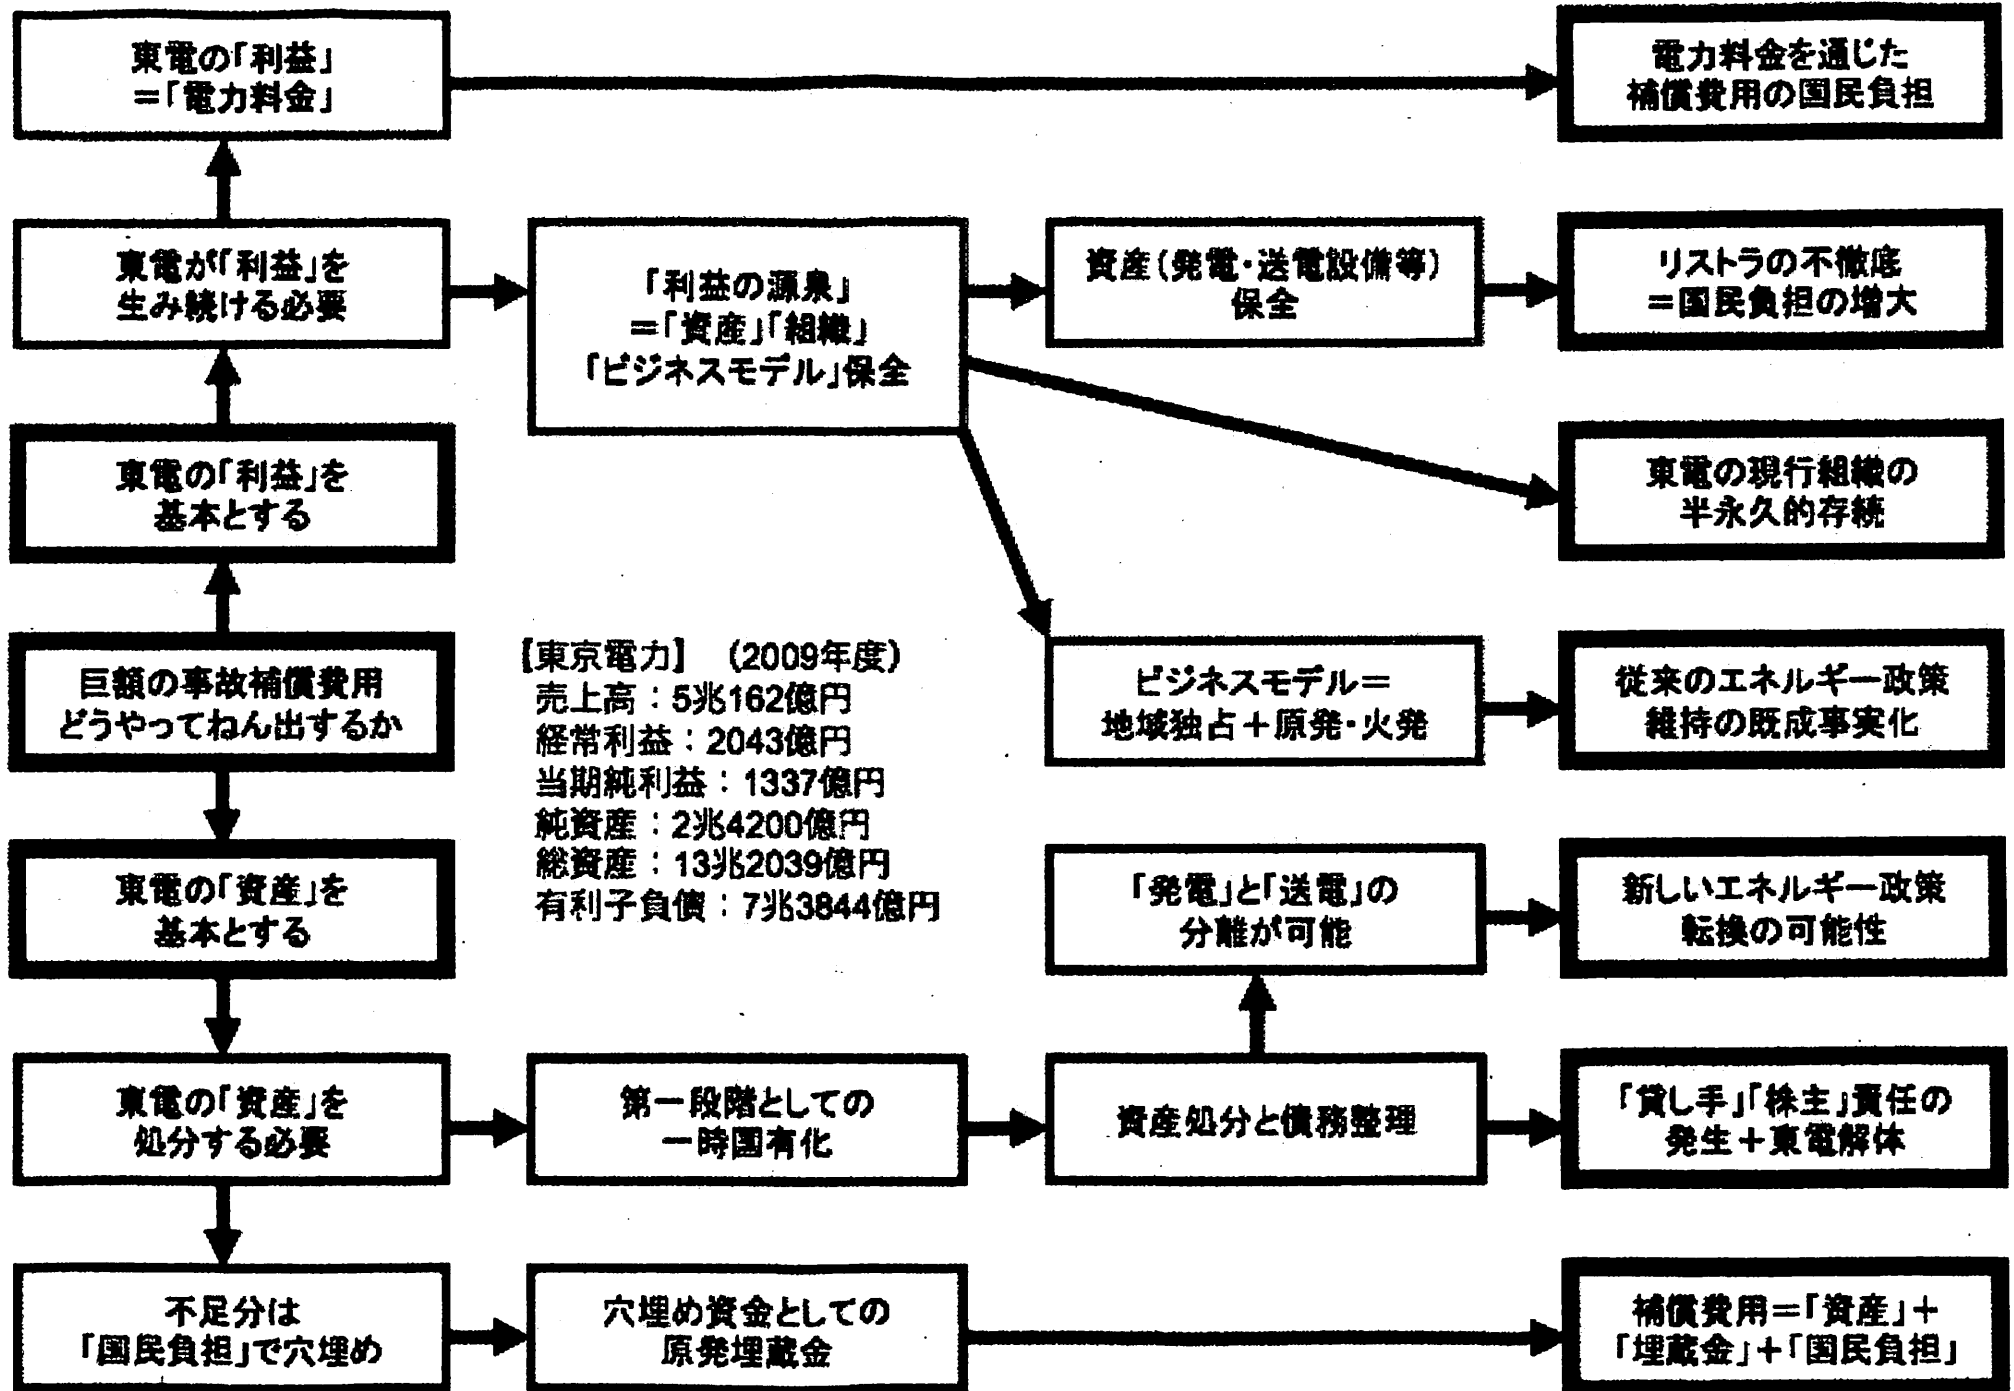 東電の「利益」
＝「電力料金」
電力料金を通じた
補償費用の国民負担
東電が「利益」を
生み続ける必要
「利益の源泉」
＝「資産」「組織」
「ビジネスモデル」保全
資産（発電・送電設備等）
保全
リストラの不徹底
＝国民負担の増大
東電の「利益」を
基本とする
東電の現行組織の
半永久的存続
巨額の事故補償費用
どうやってねん出するか
【東京電力】（2009年度）
売上高：5兆162億円
経常利益：2043億円
当期純利益：1337億円
純資産：2兆4200億円
総資産：13兆2039億円
有利子負債：7兆3844億円
ビジネスモデル＝
地域独占＋原発・火発
従来のエネルギー政策
維持の既成事実化
東電の「資産」を
基本とする
「発電」と「送電」の
分離が可能
新しいエネルギー政策
転換の可能性
東電の「資産」を
処分する必要
第一段階としての
一時国有化
資産処分と債務整理
「貸し手」「株主」責任の
発生＋東電解体
不足分は
「国民負担」で穴埋め
穴埋め資金としての
原発埋蔵金
補償費用＝「資産」＋
「埋蔵金」＋「国民負担」